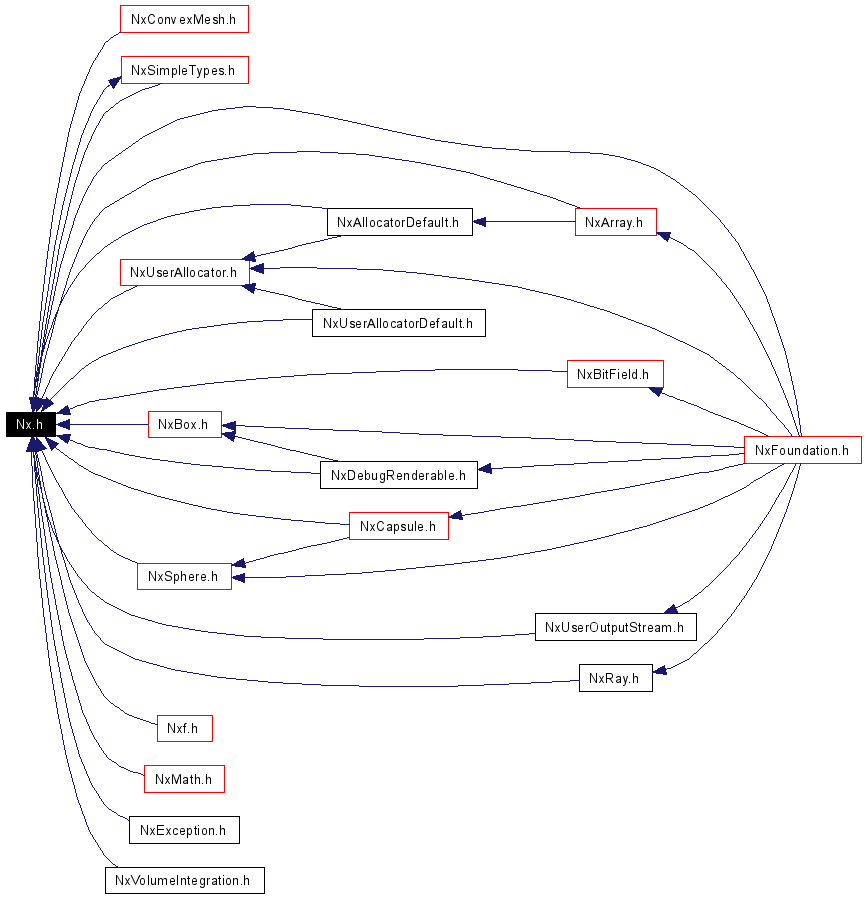 NxConvexMesh.h
NxSimpleTypes.h
NxAllocatorDefault.h
NxArray.h
NxUserAllocator.h
NxUserAllocatorDefault.h
NxBitField.h
Nx.h
NxBox.h
NxFoundation.h
NxDebugRenderable.h
NxCapsule.h
NxSphere.h
NxUserOutputStream.h
NxRay.h
Nxf.h
NxMath.h
NxException.h
NxVolumeIntegration.h